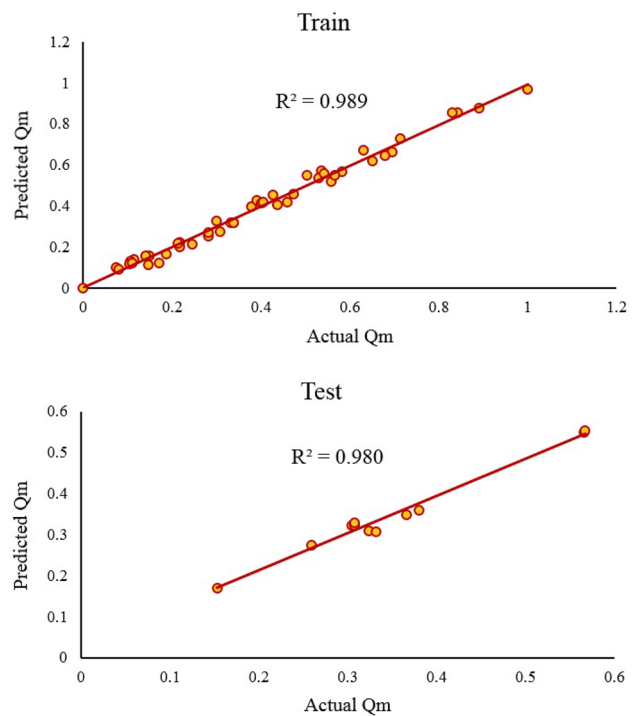 Train
1.2
1
0.8
0.6
0.4
0.2
0
Predicted Qm
R² = 0.989
0 0.2 0.4 0.6 0.8 1 1.2
Actual Qm
Test
0.6
0.5
0.4
0.3
0.2
0.1
0
Predicted Qm
R² = 0.980
0 0.1 0.2 0.3 0.4 0.5 0.6
Actual Qm